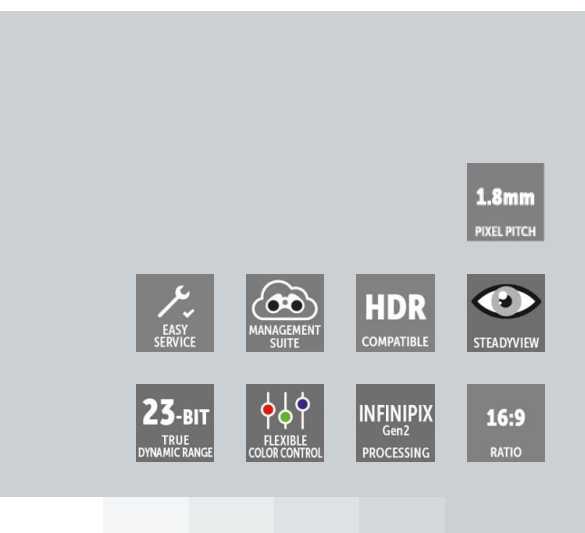 1.8mm
PIXEL PITCH
EASY
SERVICE
MANAGEMENT
SUITE
HDR
COMPATIBLE
STEADYVIEW
23-BIT
TRUE
DYNAMIC RANGE
FLEXIBLE
COLOR CONTROL
INFINIPIX
Gen2
PROCESSING
16:9
RATIO